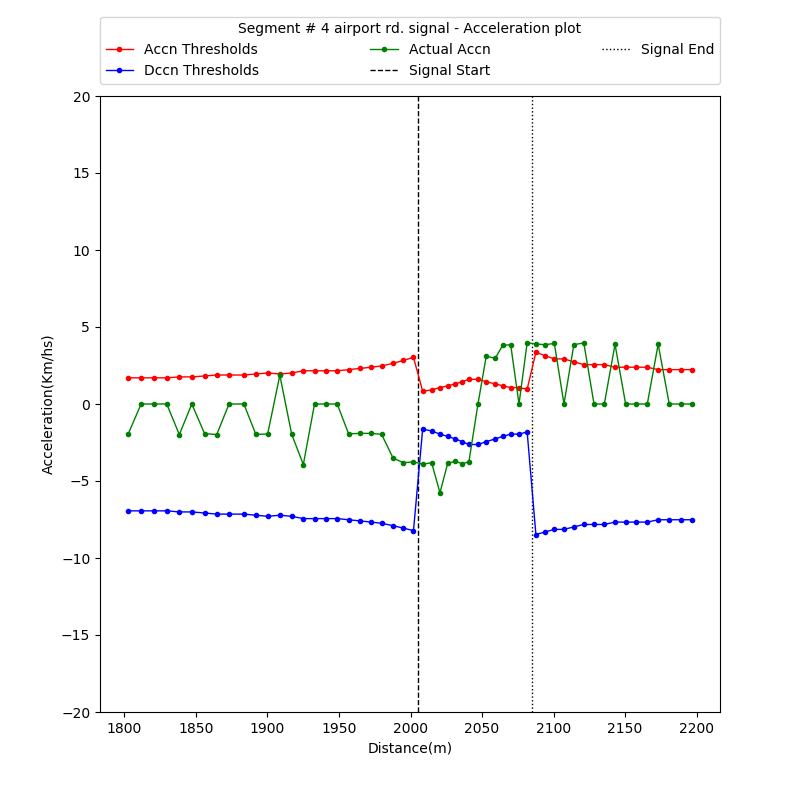 Segment # 4 airport rd. signal - Acceleration plot
Accn Thresholds
Dccn Thresholds
Actual Accn
Signal Start
Signal End
20
15
10
5
0
−5
−10
−15
−20
Acceleration(Km/hs)
1800 1850 1900 1950 2000 2050 2100 2150 2200
Distance(m)